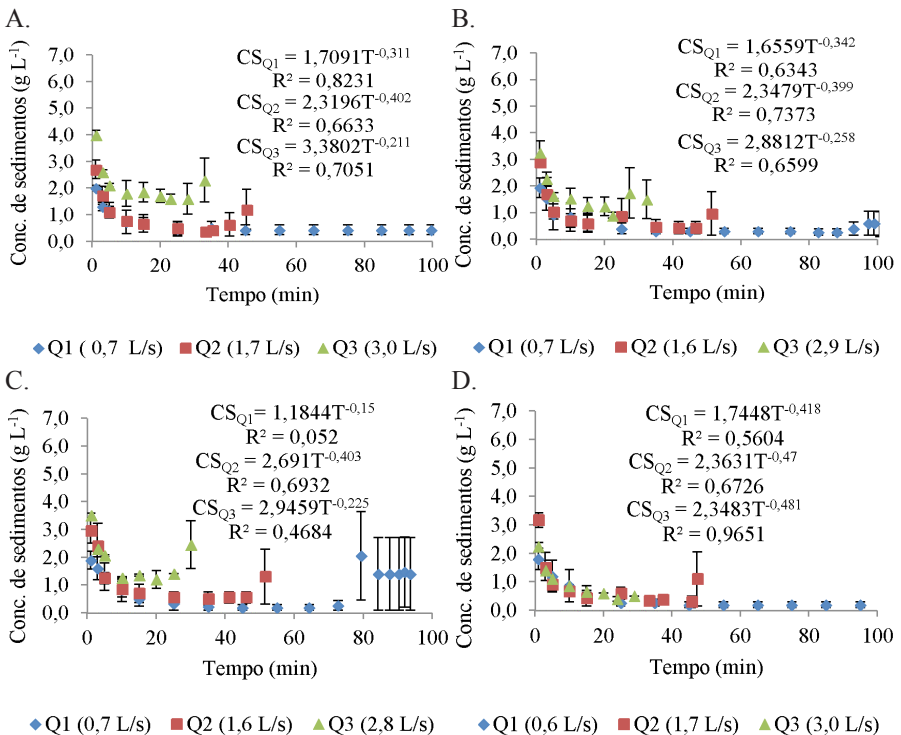 A.
Conc. de sedimentos (g L-1)
7,0
6,0
5,0
4,0
3,0
2,0
1,0
0,0
CSQ1 = 1,7091T-0,311
R² = 0,8231
CSQ2 = 2,3196T-0,402
R² = 0,6633
CSQ3 = 3,3802T-0,211
R² = 0,7051
0 20 40 60 80 100
Tempo (min)
Q1 ( 0,7 L/s) Q2 (1,7 L/s) Q3 (3,0 L/s)
B.
Conc. de sedimentos (g L-1)
7,0
6,0
5,0
4,0
3,0
2,0
1,0
0,0
CSQ1 = 1,6559T-0,342
R² = 0,6343
CSQ2 = 2,3479T-0,399
R² = 0,7373
CSQ3 = 2,8812T-0,258
R² = 0,6599
0 20 40 60 80 100
Tempo (min)
Q1 (0,7 L/s) Q2 (1,6 L/s) Q3 (2,9 L/s)
C.
Conc. de sedimentos (g L-1)
7,0
6,0
5,0
4,0
3,0
2,0
1,0
0,0
CSQ1= 1,1844T-0,15
R² = 0,052
CSQ2 = 2,691T-0,403
R² = 0,6932
CSQ3 = 2,9459T-0,225
R² = 0,4684
0 20 40 60 80 100
Tempo (min)
Q1 (0,7 L/s) Q2 (1,6 L/s) Q3 (2,8 L/s)
D.
Conc. de sedimentos (g L-1)
7,0
6,0
5,0
4,0
3,0
2,0
1,0
0,0
CSQ1 = 1,7448T-0,418
R² = 0,5604
CSQ2 = 2,3631T-0,47
R² = 0,6726
CSQ3 = 2,3483T-0,481
R² = 0,9651
0 20 40 60 80 100
Tempo (min)
Q1 (0,6 L/s) Q2 (1,7 L/s) Q3 (3,0 L/s)